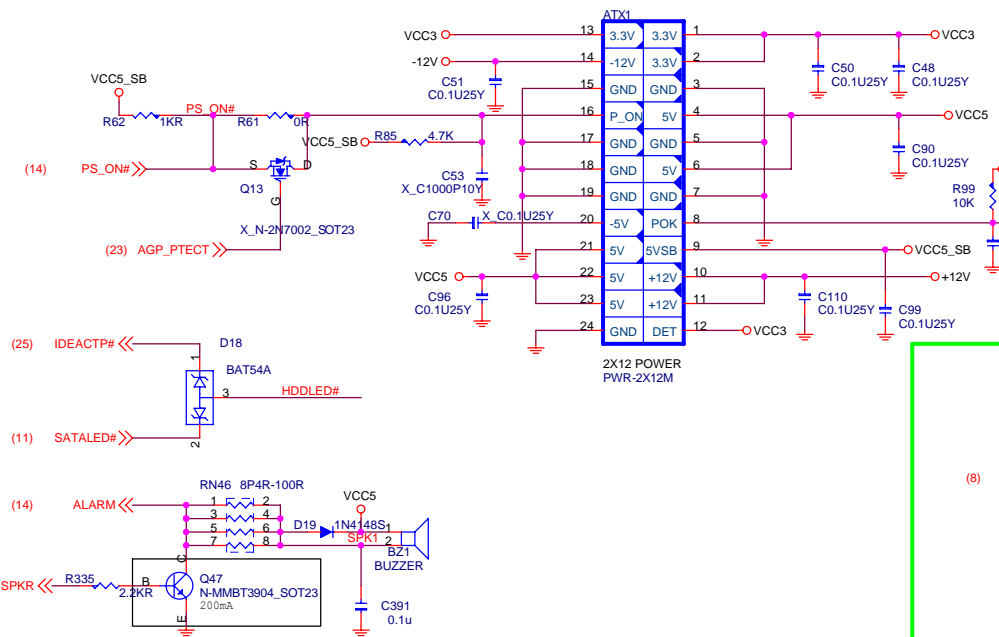 ATX1
VCC3 13 3.3V 3.3V 1 VCC3
-12V 14 -12V 3.3V 2
C51
C0.1U25Y
C50
C0.1U25Y
C48
C0.1U25Y
15 GND GND 3
VCC5_SB
R62 1KR PS_ON# R61 0R
16 P_ON 5V 4 VCC5
VCC5_SB R85 4.7K
17 GND GND 5
C90
C0.1U25Y
(14) PS_ON# S D
Q13
G
X_N-2N7002_SOT23
18 GND 5V 6
C53
X_C1000P10Y
19 GND GND 7
R99
10K
C70 X_C0.1U25Y
20 -5V POK 8
(23) AGP_PTECT
21 5V 5VSB 9 VCC5_SB
VCC5 22 5V +12V 10 +12V
C96
C0.1U25Y
23 5V +12V 11
C110
C0.1U25Y
C99
C0.1U25Y
24 GND DET 12 VCC3
2X12 POWER
PWR-2X12M
(25) IDEACTP# D18
1
BAT54A
3 HDDLED#
(11) SATALED#
2
(8)
RN46 8P4R-100R
VCC5
(14) ALARM
1 2
3 4
5 6
7 8
D19 1N4148S
SPK1
1
2
BZ1
BUZZER
C
SPKR R335
2.2KR
B
Q47
N-MMBT3904_SOT23
200mA
E
C391
0.1u